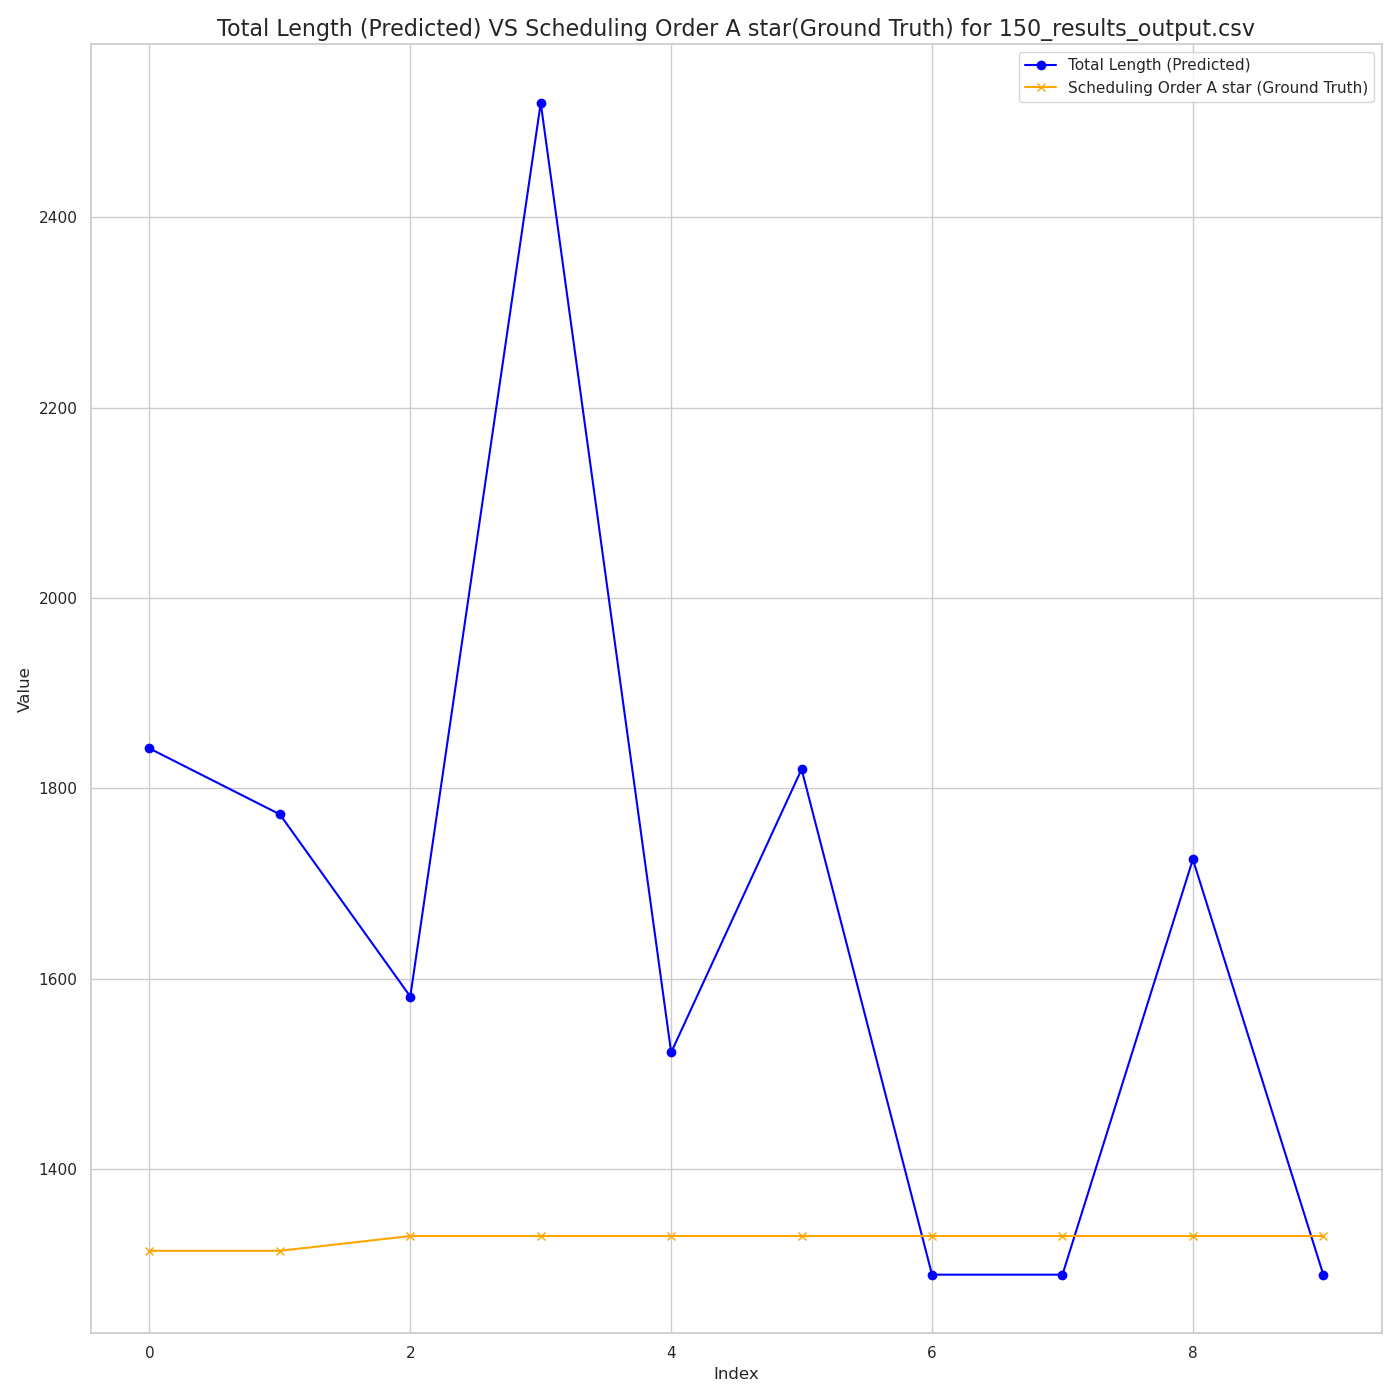 Total Length (Predicted) VS Scheduling Order A star(Ground Truth) for 150_results_output.csv
Total Length (Predicted)
Scheduling Order A star (Ground Truth)
2400
2200
2000
1800
1600
1400
Value
0 2 4 6 8
Index